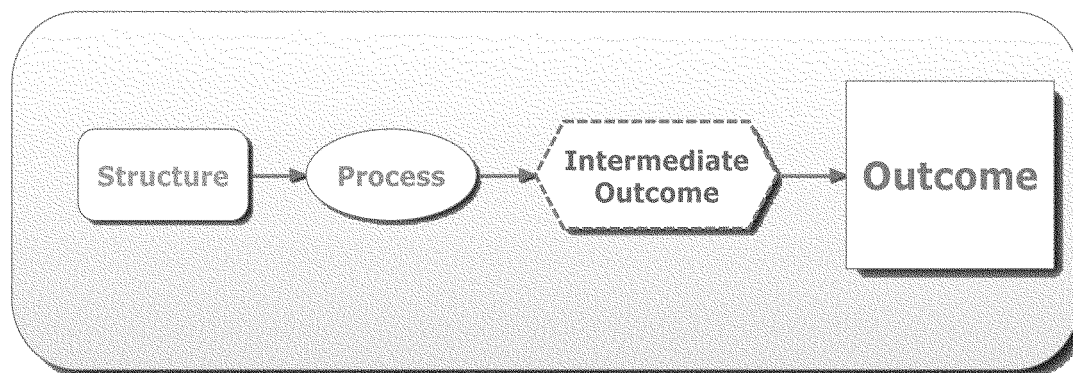 Structure
Process
Intermediate
Outcome
Outcome